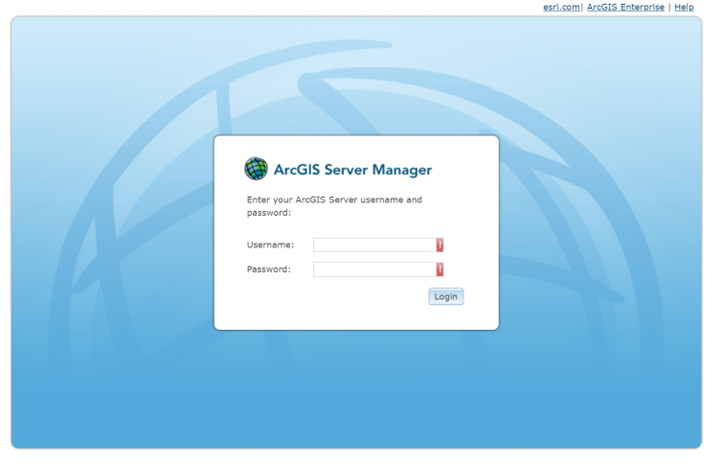 esri.com| ArcGIS Enterprise | Help
ArcGIS Server Manager
Enter your ArcGIS Server username and
password:
Username: !
Password: !
Login